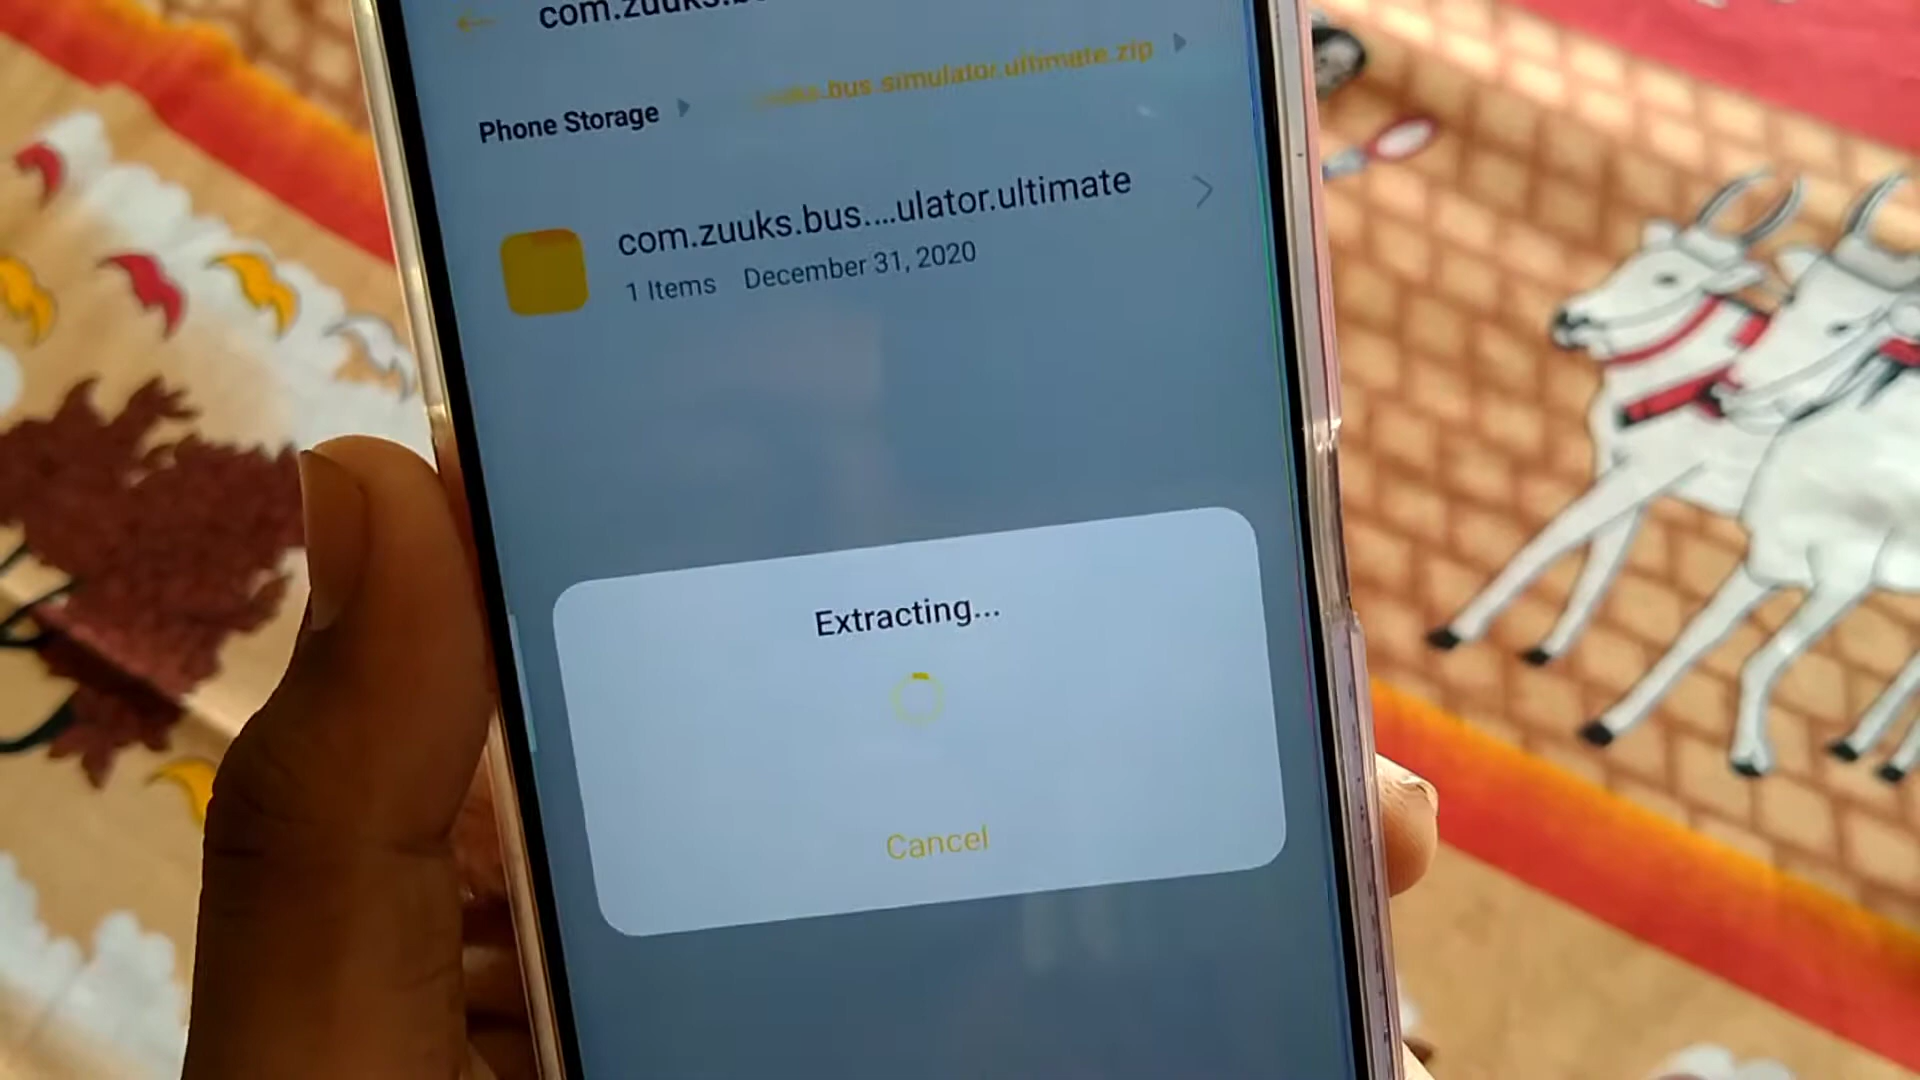 com.zuuks.b
Phone Storage
.bus.simulator.ultimate.zip
com.zuuks.bus....ulator.ultimate
1 Items December 31, 2020
Extracting...
Cancel